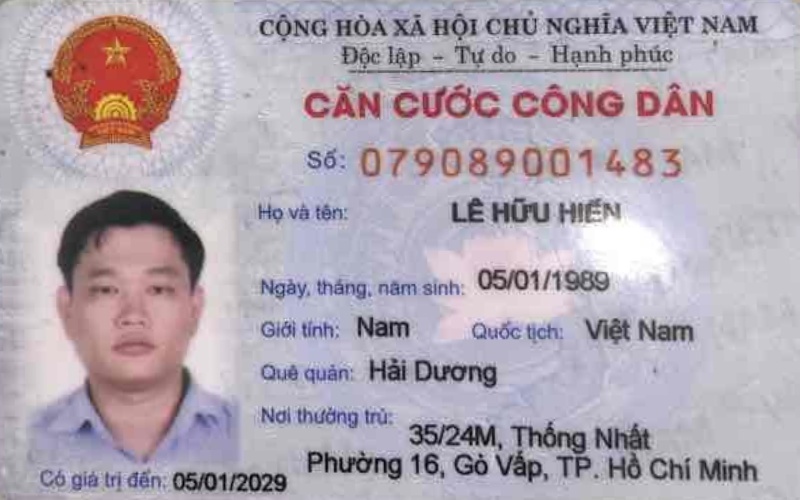 CỘNG HÒA XÃ HỘI CHỦ NGHĨA VIỆT NAM
Độc lập - Tự do - Hạnh phúc
CĂN CƯỚC CÔNG DÂN
Số: 079089001483
Họ và tên: LÊ HỮU HIẾN
Ngày, tháng, năm sinh: 05/01/1989
Giới tính: Nam Quốc tịch: Việt Nam
Quê quán: Hải Dương
Nơi thường trú: 35/24M, Thống Nhất
Phường 16, Gò Vấp, TP. Hồ Chí Minh
Có giá trị đến: 05/01/2029